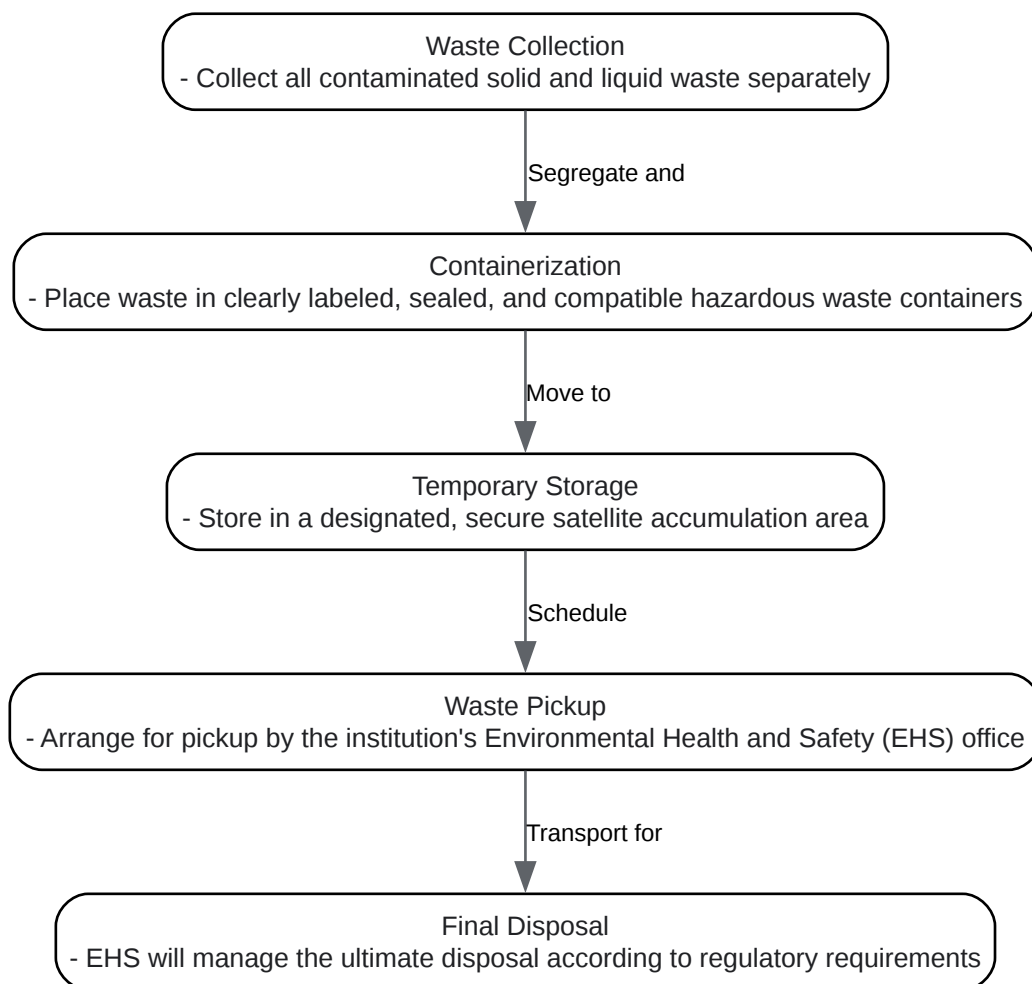 Waste Collection
- Collect all contaminated solid and liquid waste separately
Segregate and
Containerization
- Place waste in clearly labeled, sealed, and compatible hazardous waste containers
Move to
Temporary Storage
- Store in a designated, secure satellite accumulation area
Schedule
Waste Pickup
- Arrange for pickup by the institution's Environmental Health and Safety (EHS) office
Transport for
Final Disposal
- EHS will manage the ultimate disposal according to regulatory requirements